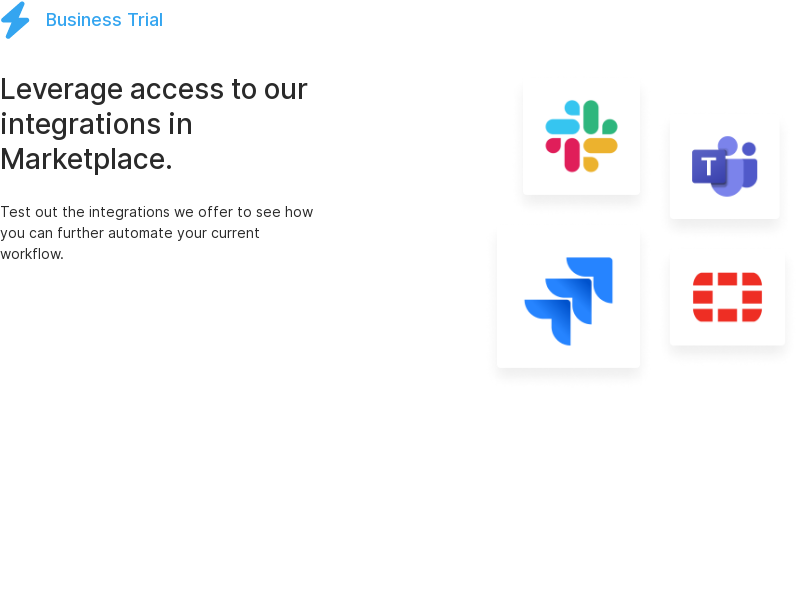 Business Trial
Leverage access to our
integrations in
Marketplace.
Test out the integrations we offer to see how
you can further automate your current
workflow.
T